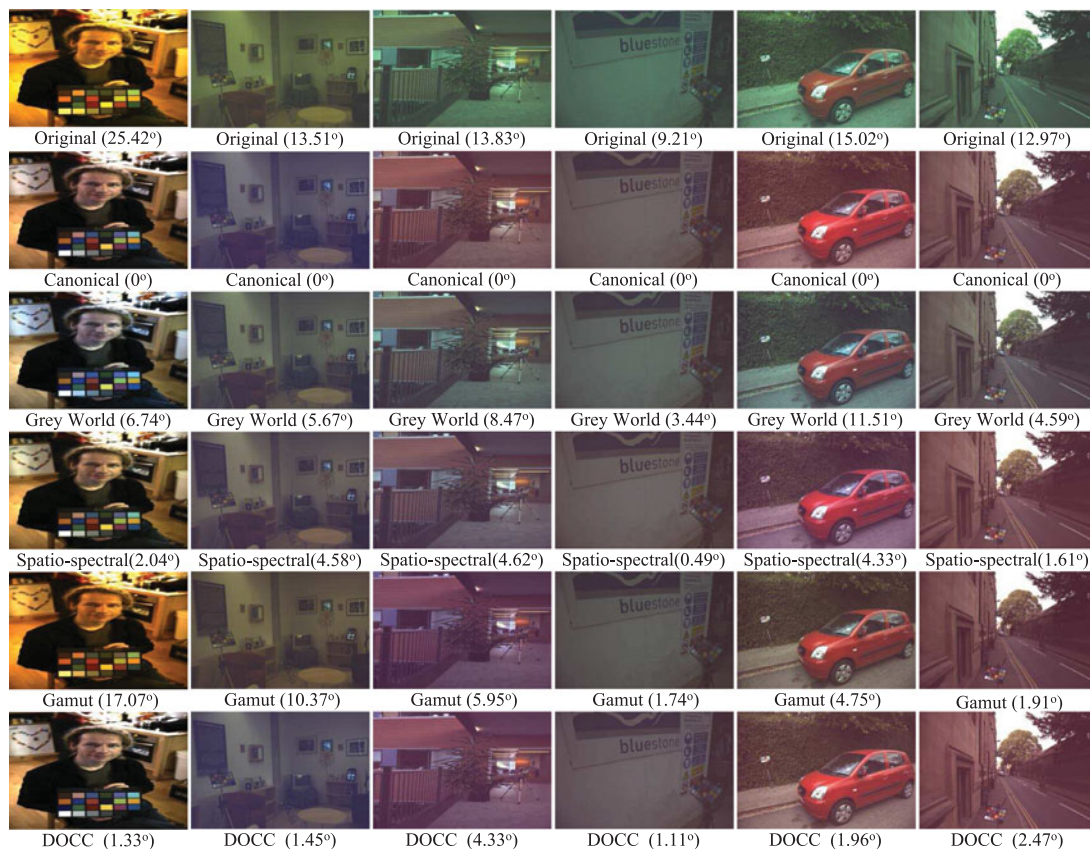 bluestone
Original (25.42°) Original (13.51°) Original (13.83°) Original (9.21°) Original (15.02°) Original (12.97°)
bluestone
Canonical (0°) Canonical (0°) Canonical (0°) Canonical (0°) Canonical (0°) Canonical (0°)
bluestone
Grey World (6.74°) Grey World (5.67°) Grey World (8.47°) Grey World (3.44°) Grey World (11.51°) Grey World (4.59°)
bluestone
Spatio-spectral(2.04°) Spatio-spectral(4.58°) Spatio-spectral(4.62°) Spatio-spectral(0.49°) Spatio-spectral(4.33°) Spatio-spectral(1.61°)
bluestone
Gamut (17.07°) Gamut (10.37°) Gamut (5.95°) Gamut (1.74°) Gamut (4.75°) Gamut (1.91°)
bluestone
DOCC (1.33°) DOCC (1.45°) DOCC (4.33°) DOCC (1.11°) DOCC (1.96°) DOCC (2.47°)